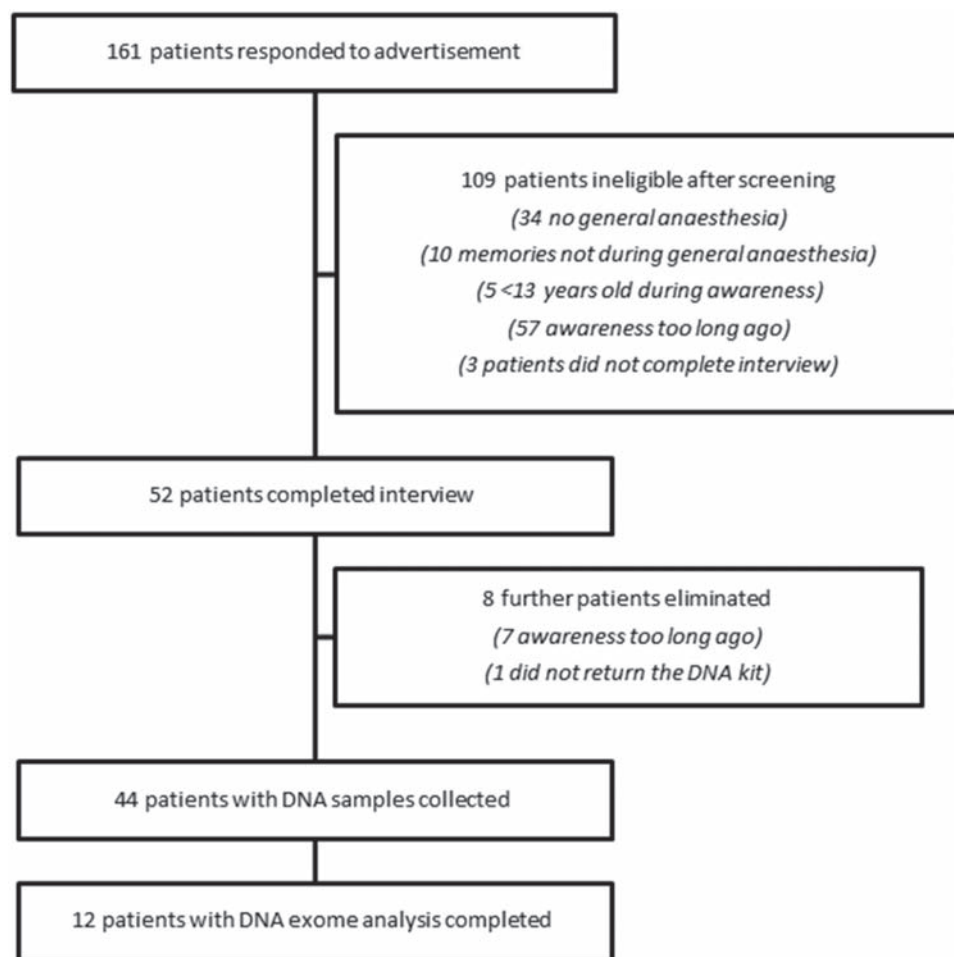 161 patients responded to advertisement
109 patients ineligible after screening
(34 no general anaesthesia)
(10 memories not during general anaesthesia)
(5 <13 years old during awareness)
(57 awareness too long ago)
(3 patients did not complete interview)
52 patients completed interview
8 further patients eliminated
(7 awareness too long ago)
(1 did not return the DNA kit)
44 patients with DNA samples collected
12 patients with DNA exome analysis completed